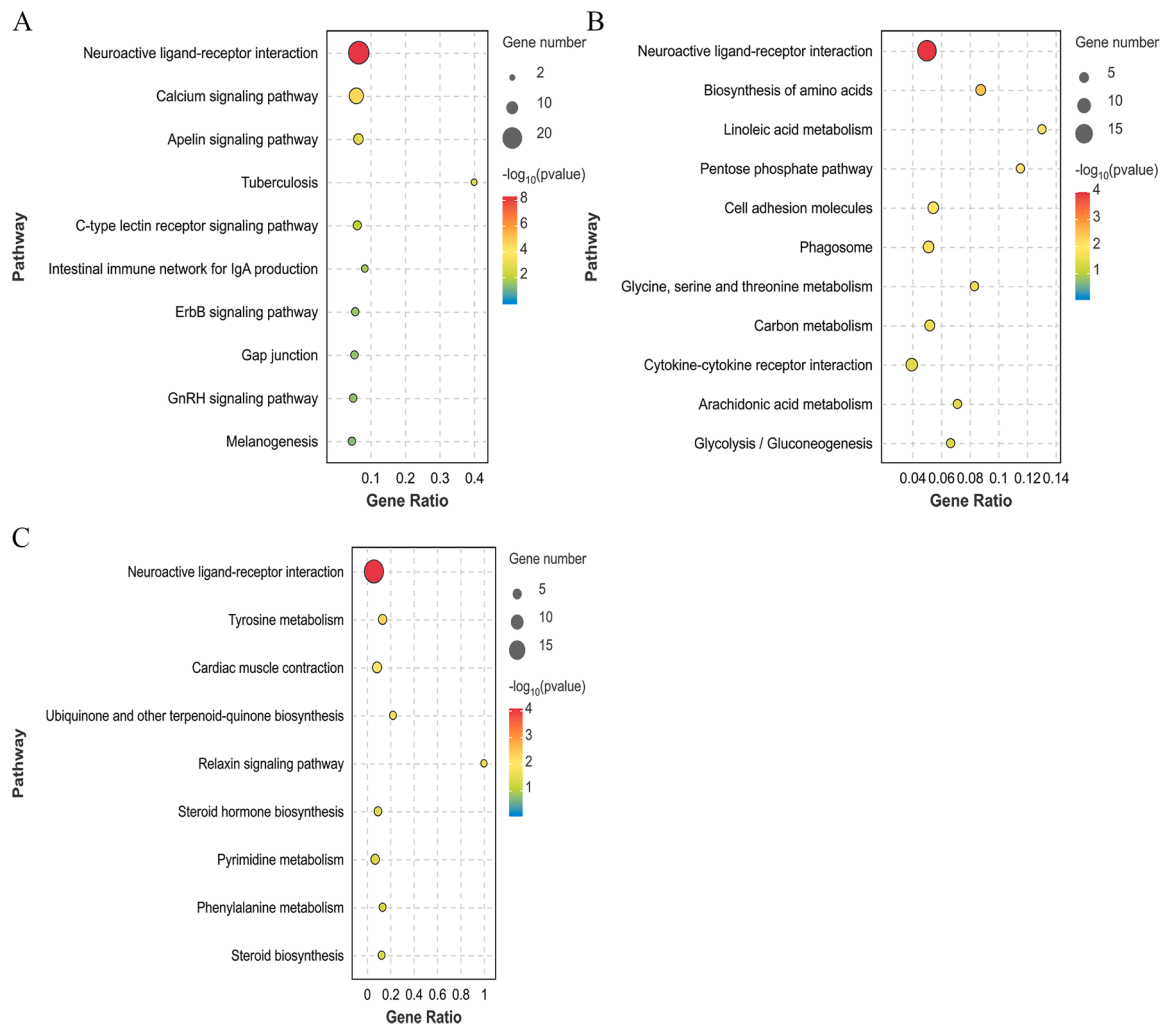 A
Pathway
Neuroactive ligand-receptor interaction
Calcium signaling pathway
Apelin signaling pathway
Tuberculosis
C-type lectin receptor signaling pathway
Intestinal immune network for IgA production
ErbB signaling pathway
Gap junction
GnRH signaling pathway
Melanogenesis
0.1 0.2 0.3 0.4
Gene Ratio
Gene number
2
10
20
-log10(pvalue)
8
6
4
2
B
Pathway
Neuroactive ligand-receptor interaction
Biosynthesis of amino acids
Linoleic acid metabolism
Pentose phosphate pathway
Cell adhesion molecules
Phagosome
Glycine, serine and threonine metabolism
Carbon metabolism
Cytokine-cytokine receptor interaction
Arachidonic acid metabolism
Glycolysis / Gluconeogenesis
0.04 0.06 0.08 0.1 0.12 0.14
Gene Ratio
Gene number
5
10
15
-log10(pvalue)
4
3
2
1
C
Pathway
Neuroactive ligand-receptor interaction
Tyrosine metabolism
Cardiac muscle contraction
Ubiquinone and other terpenoid-quinone biosynthesis
Relaxin signaling pathway
Steroid hormone biosynthesis
Pyrimidine metabolism
Phenylalanine metabolism
Steroid biosynthesis
0 0.2 0.4 0.6 0.8 1
Gene Ratio
Gene number
5
10
15
-log10(pvalue)
4
3
2
1